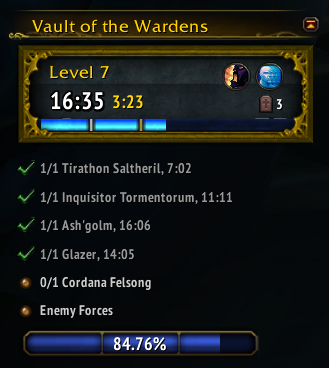 Vault of the Wardens
Level 7
16:35 3:23
3
1/1 Tirathon Saltheril, 7:02
1/1 Inquisitor Tormentorum, 11:11
1/1 Ash'golm, 16:06
1/1 Glazer, 14:05
0/1 Cordana Felsong
Enemy Forces
84.76%